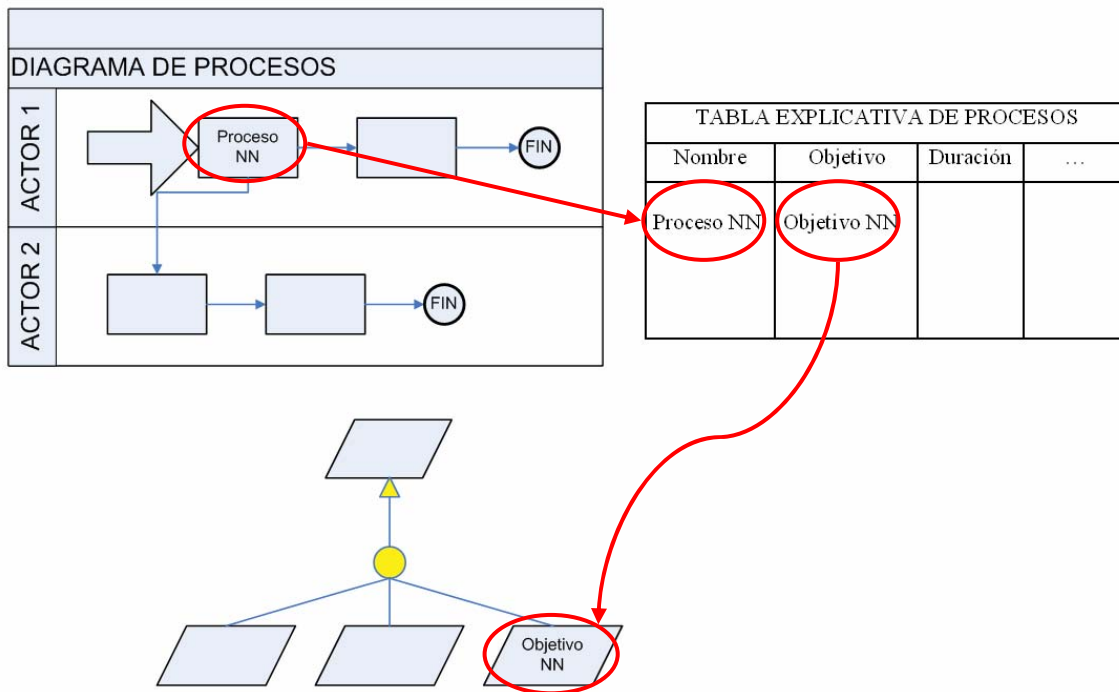 DIAGRAMA DE PROCESOS
ACTOR 1
Proceso
NN
FIN
ACTOR 2
FIN
TABLA EXPLICATIVA DE PROCESOS
Nombre
Objetivo
Duración
…
Proceso NN
Objetivo NN
Objetivo
NN